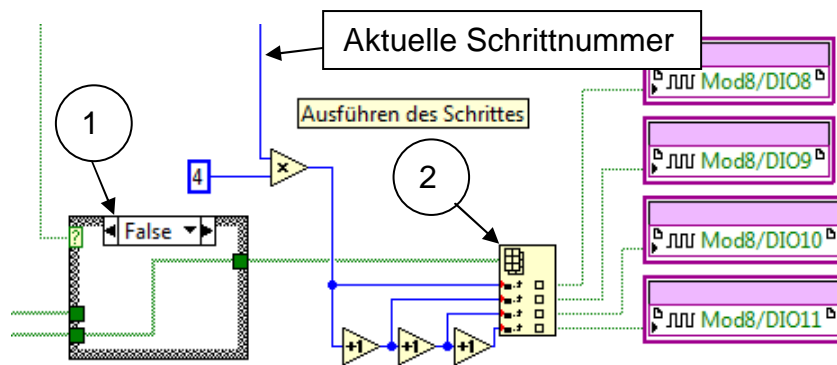 Aktuelle Schrittnummer
Mod8/DIO8
1
Ausführen des Schrittes
×
Mod8/DIO9
4
2
False
?
Mod8/DIO10
Mod8/DIO11
+1 +1 +1